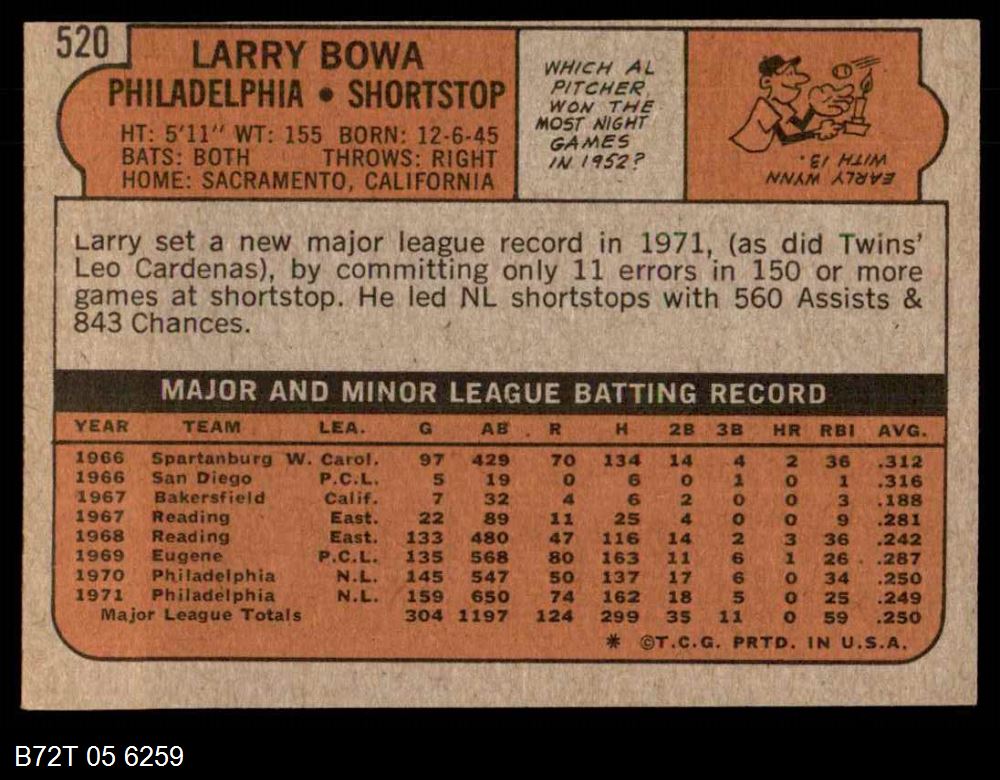 520
LARRY BOWA
PHILADELPHIA • SHORTSTOP
HT: 5'11" WT: 155 BORN: 12-6-45
BATS: BOTH THROWS: RIGHT
HOME: SACRAMENTO, CALIFORNIA
WHICH AL
PITCHER
WON THE
MOST NIGHT
GAMES
IN 1952?
EARLY WYNN
WITH 13.
Larry set a new major league record in 1971, (as did Twins'
Leo Cardenas), by committing only 11 errors in 150 or more
games at shortstop. He led NL shortstops with 560 Assists &
843 Chances.
MAJOR AND MINOR LEAGUE BATTING RECORD
YEAR TEAM LEA. G AB R H 2B 3B HR RBI AVG.
1966 Spartanburg W. Carol. 97 429 70 134 14 4 2 36 .312
1966 San Diego P.C.L. 5 19 0 6 0 1 0 1 .316
1967 Bakersfield Calif. 7 32 4 6 2 0 0 3 .188
1967 Reading East. 22 89 11 25 4 0 0 9 .281
1968 Reading East. 133 480 47 116 14 2 3 36 .242
1969 Eugene P.C.L. 135 568 80 163 11 6 1 26 .287
1970 Philadelphia N.L. 145 547 50 137 17 6 0 34 .250
1971 Philadelphia N.L. 159 650 74 162 18 5 0 25 .249
Major League Totals 304 1197 124 299 35 11 0 59 .250
* ©T.C.G. PRTD. IN U.S.A.
B72T 05 6259